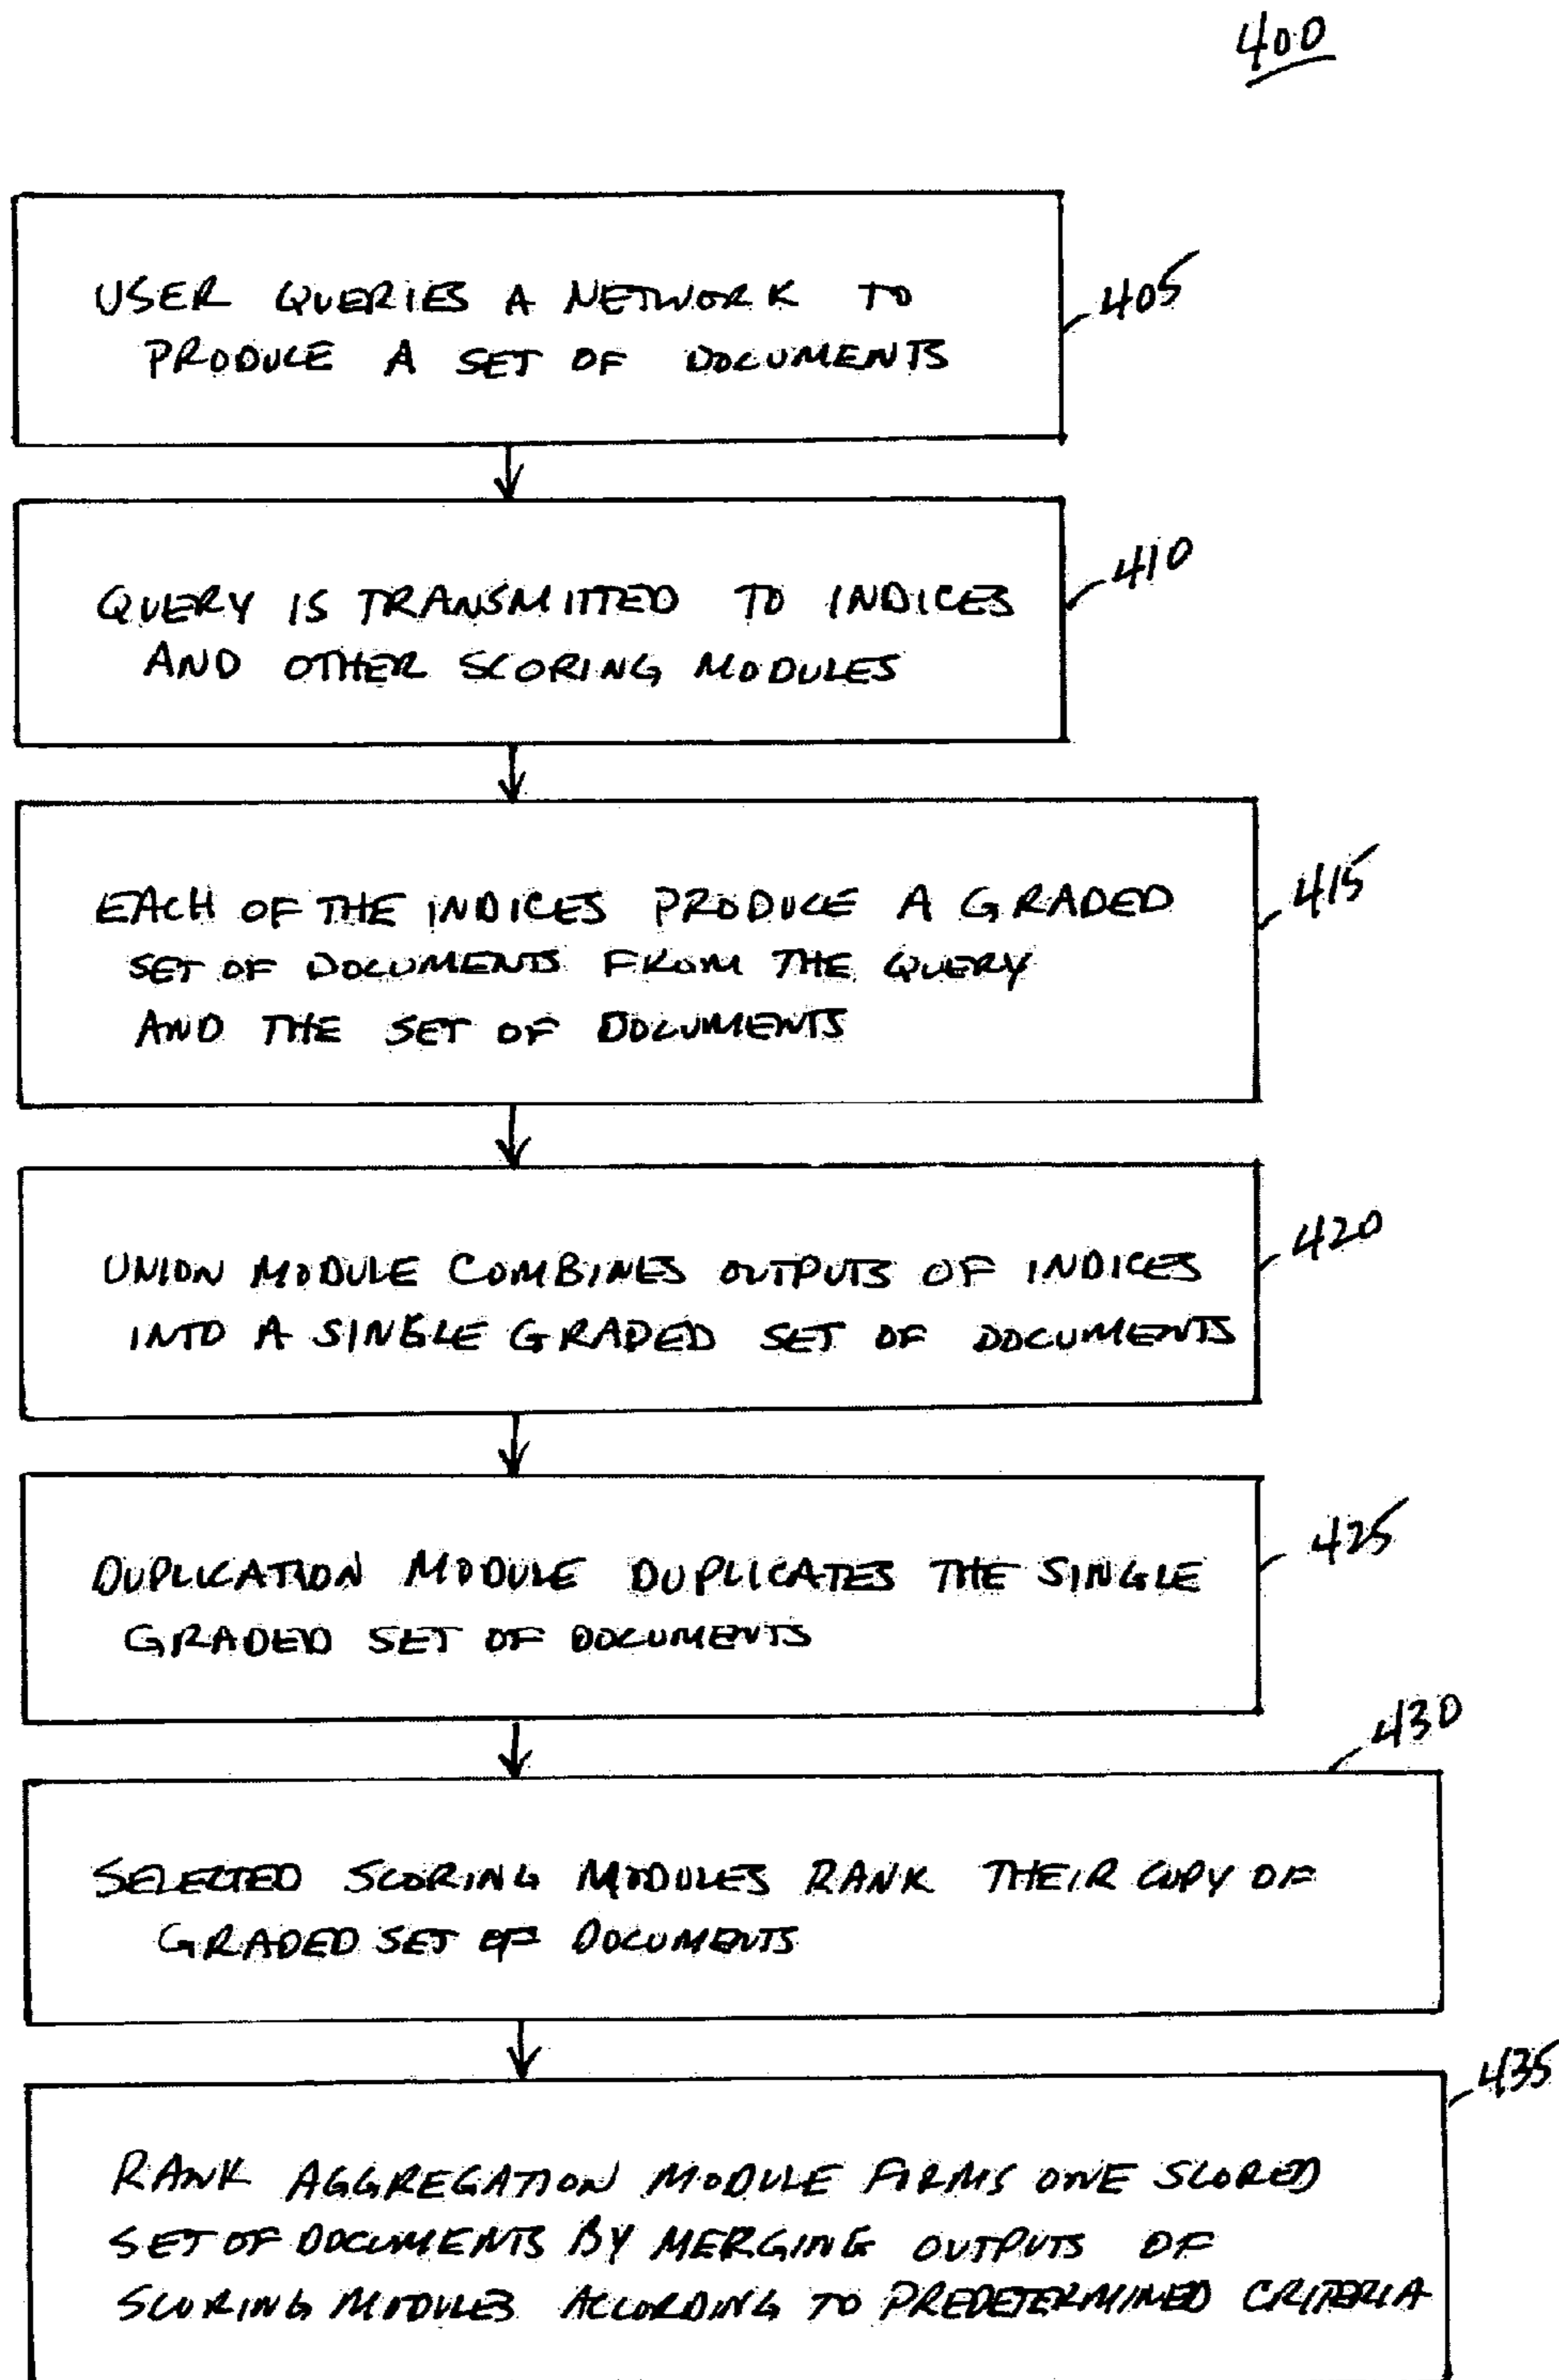 400
USER QUERIES A NETWORK TO
PRODUCE A SET OF DOCUMENTS
405
QUERY IS TRANSMITTED TO INDICES
AND OTHER SCORING MODULES
410
EACH OF THE INDICES PRODUCE A GRADED
SET OF DOCUMENTS FROM THE QUERY
AND THE SET OF DOCUMENTS
415
UNION MODULE COMBINES OUTPUTS OF INDICES
INTO A SINGLE GRADED SET OF DOCUMENTS
420
DUPLICATION MODULE DUPLICATES THE SINGLE
GRADED SET OF DOCUMENTS
425
430
SELECTED SCORING MODULES RANK THEIR COPY OF
GRADED SET OF DOCUMENTS
435
RANK AGGREGATION MODULE FORMS ONE SCORED
SET OF DOCUMENTS BY MERGING OUTPUTS OF
SCORING MODULES ACCORDING TO PREDETERMINED CRITERIA